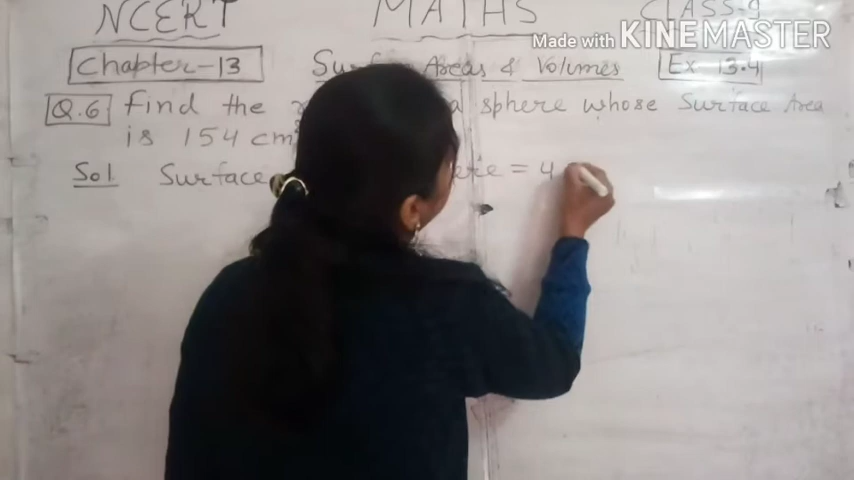 NCERT MATHS CLASS-9
Made with KINEMASTER
Chapter-13 Surface Areas & Volumes Ex 13.4
Q.6 Find the a sphere whose Surface Area
is 154 cm
Sol Surface = 4